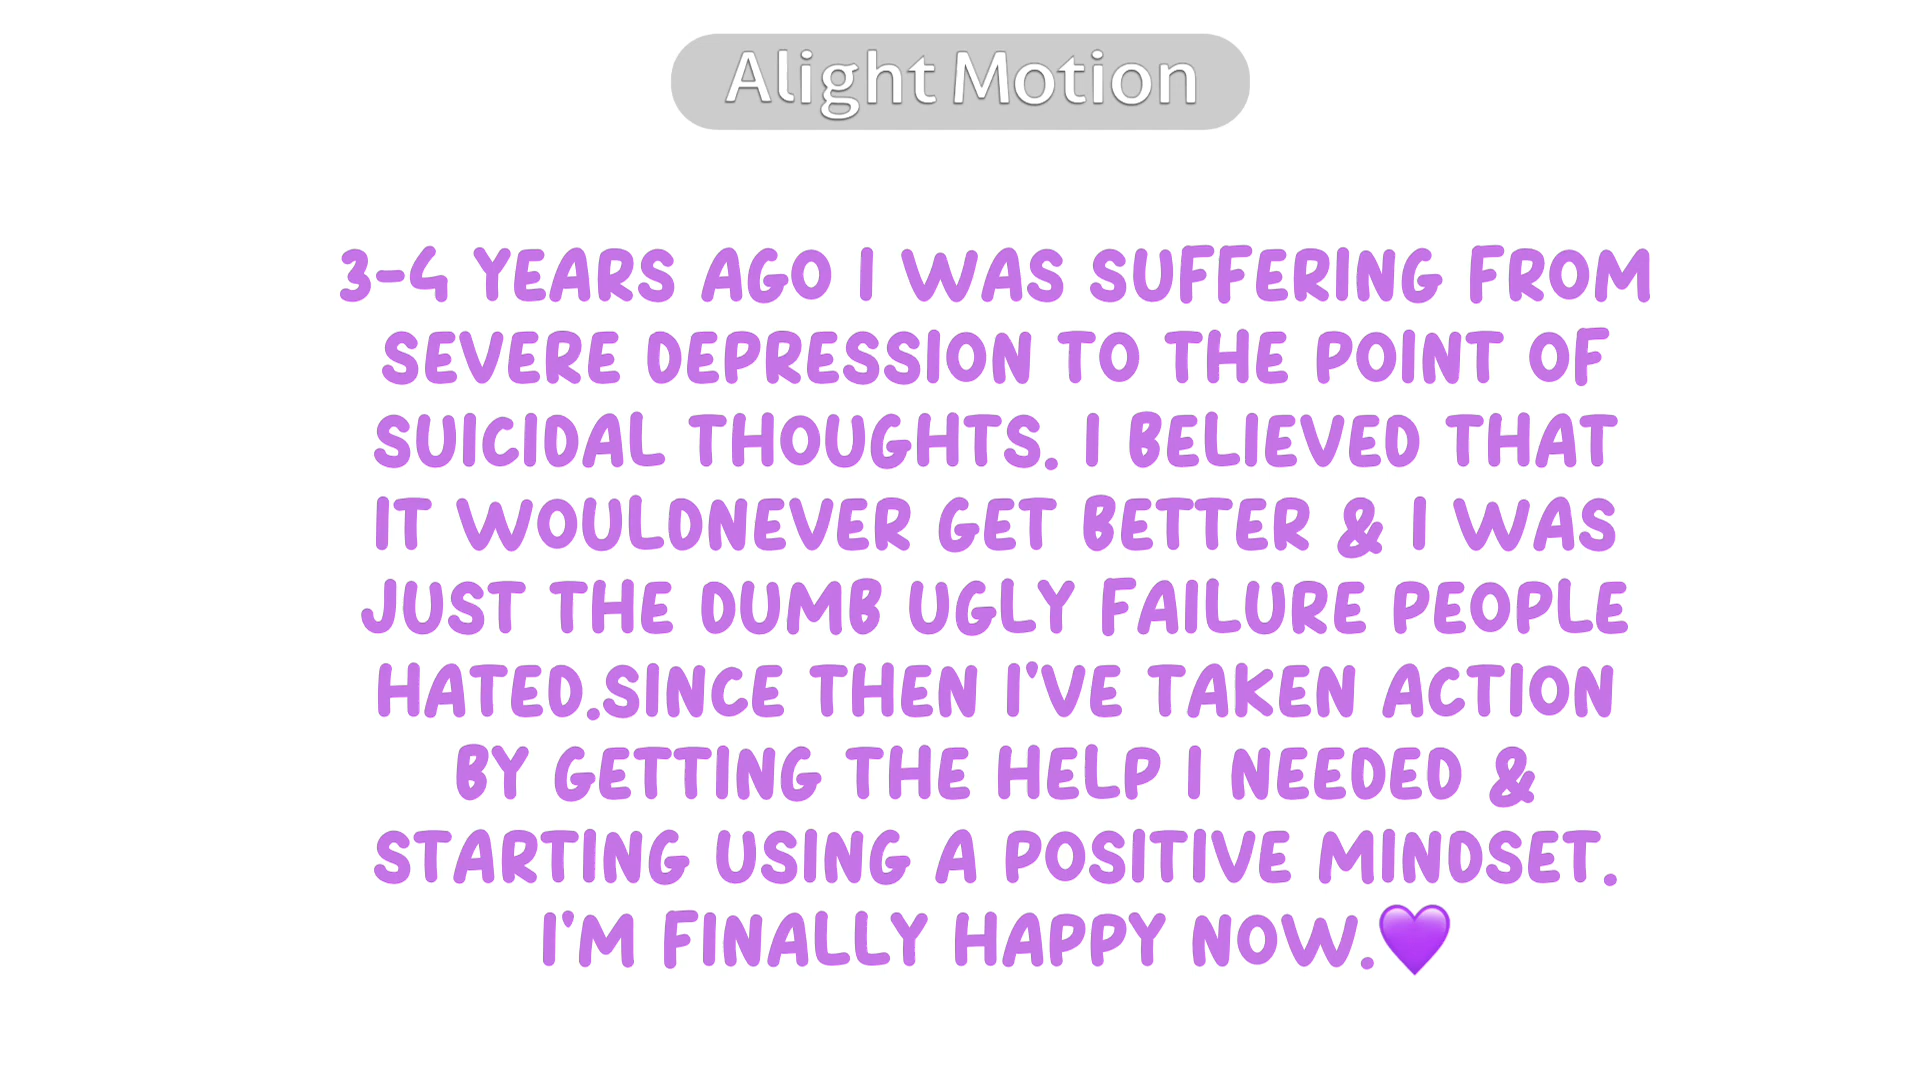 Alight Motion
3-4 YEARS AGO I WAS SUFFERING FROM
SEVERE DEPRESSION TO THE POINT OF
SUICIDAL THOUGHTS. I BELIEVED THAT
IT WOULDNEVER GET BETTER & I WAS
JUST THE DUMB UGLY FAILURE PEOPLE
HATED.SINCE THEN I'VE TAKEN ACTION
BY GETTING THE HELP I NEEDED &
STARTING USING A POSITIVE MINDSET.
I'M FINALLY HAPPY NOW.💜